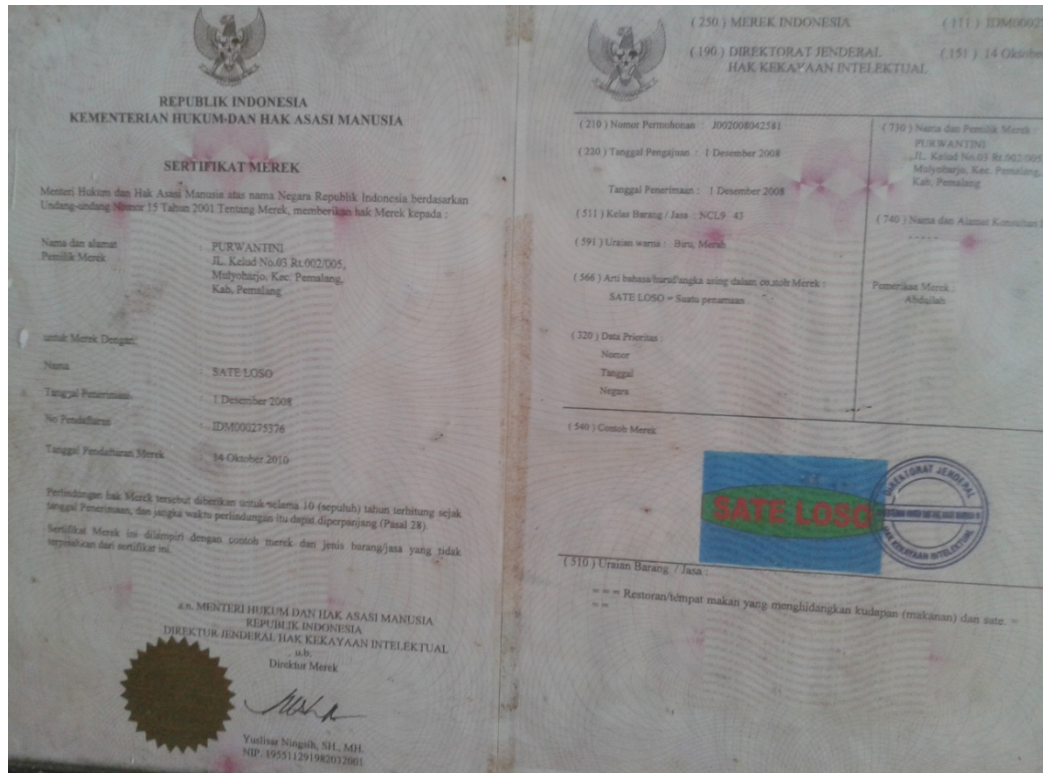 REPUBLIK INDONESIA
KEMENTERIAN HUKUM DAN HAK ASASI MANUSIA
SERTIFIKAT MEREK
Menteri Hukum dan Hak Asasi Manusia atas nama Negara Republik Indonesia berdasarkan
Undang-undang Nomor 15 Tahun 2001 Tentang Merek, memberikan hak Merek kepada :
Nama dan alamat
Pemilik Merek
: PURWANTINI
JL. Kelud No.03 Rt.002/005,
Mulyoharjo, Kec. Pemalang,
Kab, Pemalang
untuk Merek Dengan:
Nama : SATE LOSO
Tanggal Penerimaan : 1 Desember 2008
No Pendaftaran : IDM000275376
Tanggal Pendaftaran Merek : 14 Oktober 2010
Perlindungan hak Merek tersebut diberikan untuk selama 10 (sepuluh) tahun terhitung sejak
tanggal Penerimaan, dan jangka waktu perlindungan itu dapat diperpanjang (Pasal 28).
Sertifikat Merek ini dilampiri dengan contoh merek dan jenis barang/jasa yang tidak
terpisahkan dari sertifikat ini.
a.n. MENTERI HUKUM DAN HAK ASASI MANUSIA
REPUBLIK INDONESIA
DIREKTUR JENDERAL HAK KEKAYAAN INTELEKTUAL
u.b.
Direktur Merek
Yuslisar Ningsih, SH., MH.
NIP. 195511291982032001
( 250 ) MEREK INDONESIA
( 111 ) IDM0002
( 190 ) DIREKTORAT JENDERAL
HAK KEKAYAAN INTELEKTUAL
( 151 ) 14 Oktober
( 210 ) Nomor Permohonan : J002008042581
( 220 ) Tanggal Pengajuan : 1 Desember 2008
Tanggal Penerimaan : 1 Desember 2008
( 511 ) Kelas Barang / Jasa : NCL9 43
( 591 ) Uraian warna : Biru, Merah
( 566 ) Arti bahasa/huruf/angka asing dalam contoh Merek :
SATE LOSO = Suatu penamaan
( 320 ) Data Prioritas :
Nomor
Tanggal
Negara
( 730 ) Nama dan Pemilik Merek :
PURWANTINI
JL. Kelud No.03 Rt.002/005
Mulyoharjo, Kec. Pemalang,
Kab, Pemalang
( 740 ) Nama dan Alamat Konsultan
- - - - -
Pemeriksa Merek :
Abdullah
( 540 ) Contoh Merek
SATE LOSO
DIREKTORAT JENDERAL
HAK KEKAYAAN INTELEKTUAL
( 510 ) Uraian Barang / Jasa :
= = = Restoran/tempat makan yang menghidangkan kudapan (makanan) dan sate. =
= =